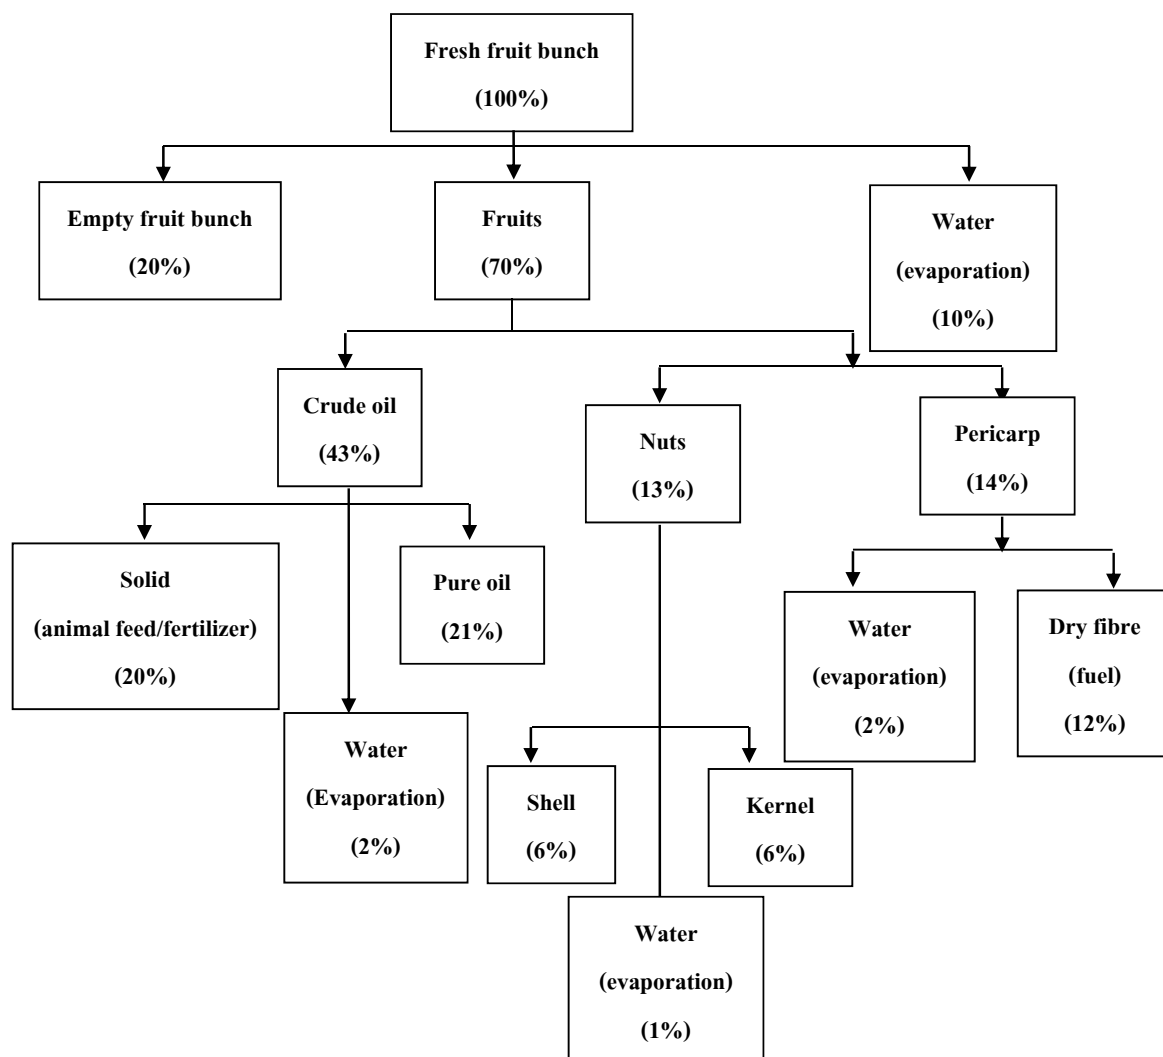 Fresh fruit bunch
(100%)
Empty fruit bunch
(20%)
Fruits
(70%)
Water
(evaporation)
(10%)
Crude oil
(43%)
Nuts
(13%)
Pericarp
(14%)
Solid
(animal feed/fertilizer)
(20%)
Pure oil
(21%)
Water
(Evaporation)
(2%)
Shell
(6%)
Kernel
(6%)
Water
(evaporation)
(1%)
Water
(evaporation)
(2%)
Dry fibre
(fuel)
(12%)